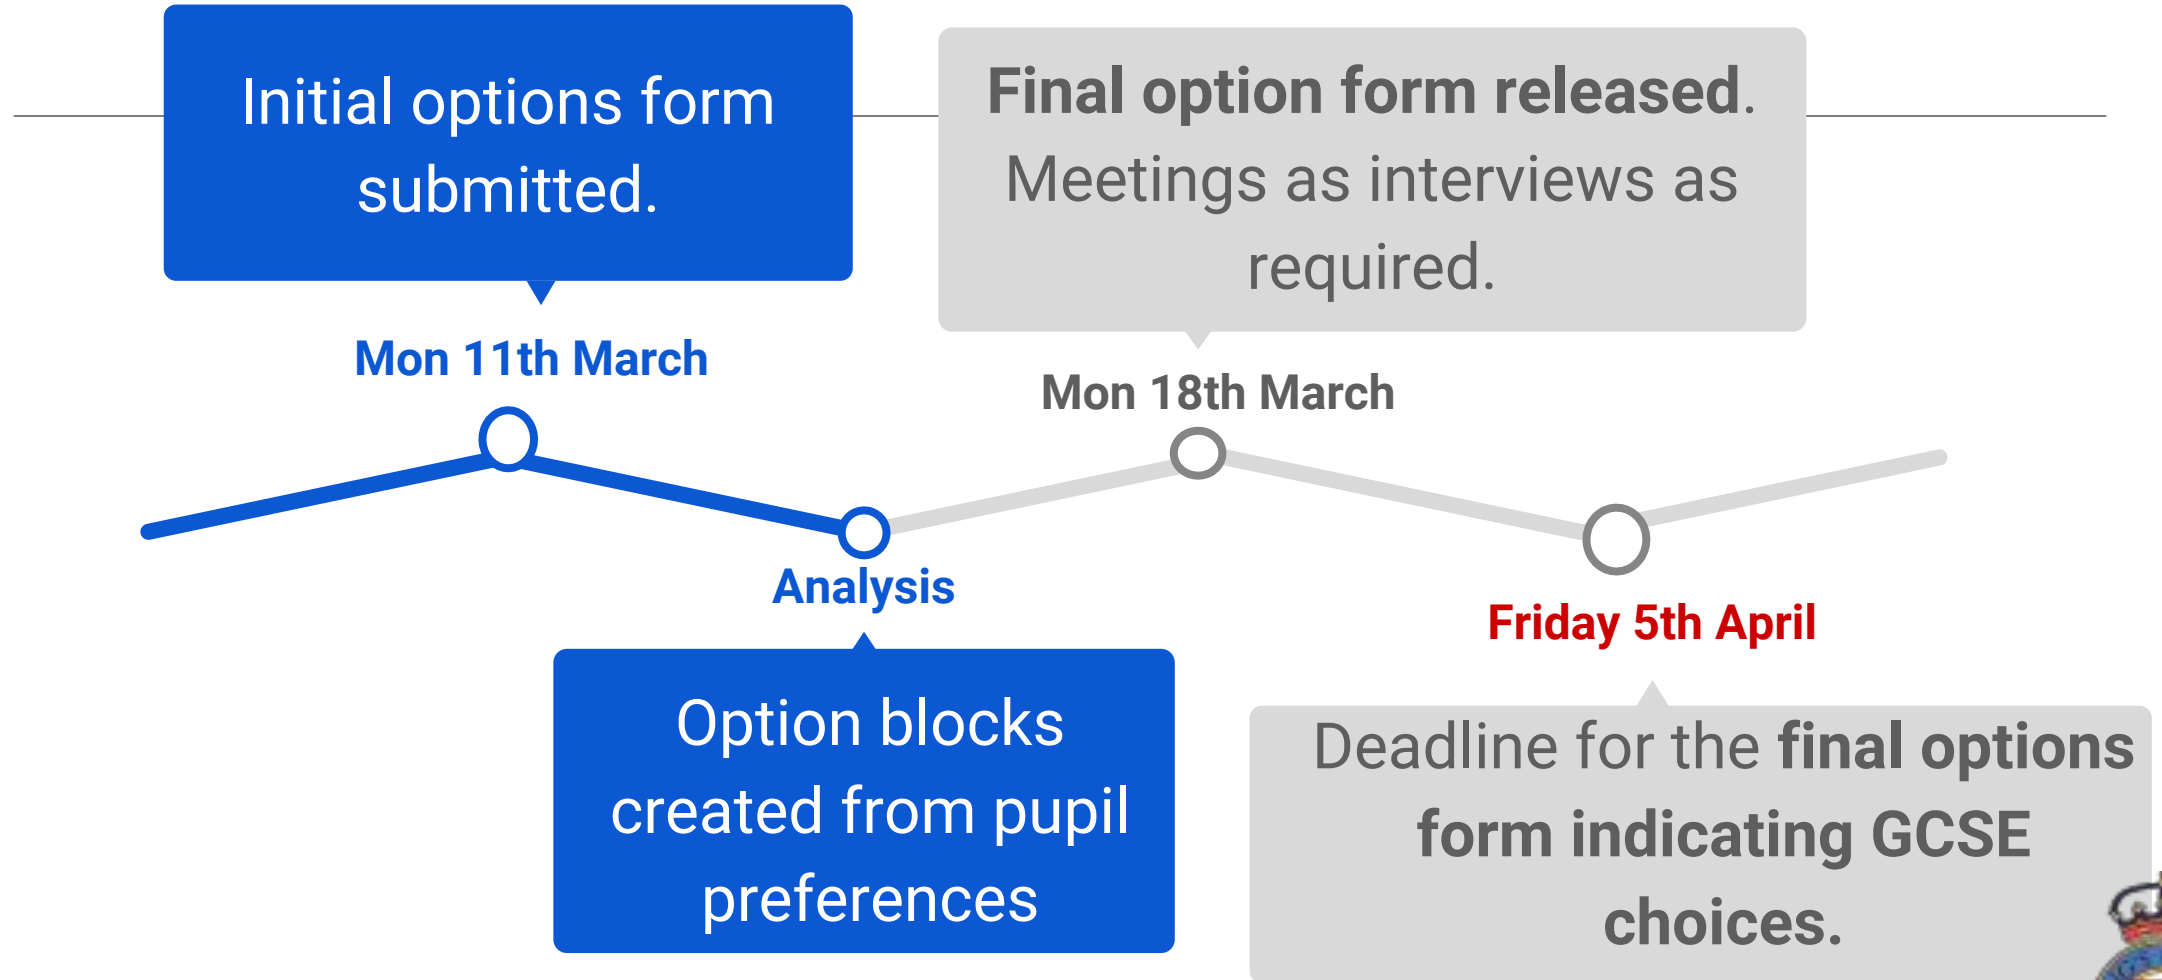 Initial options form
submitted.
Mon 11th March
Final option form released.
Meetings as interviews as
required.
Mon 18th March
Analysis
Option blocks
created from pupil
preferences
Friday 5th April
Deadline for the final options
form indicating GCSE
choices.